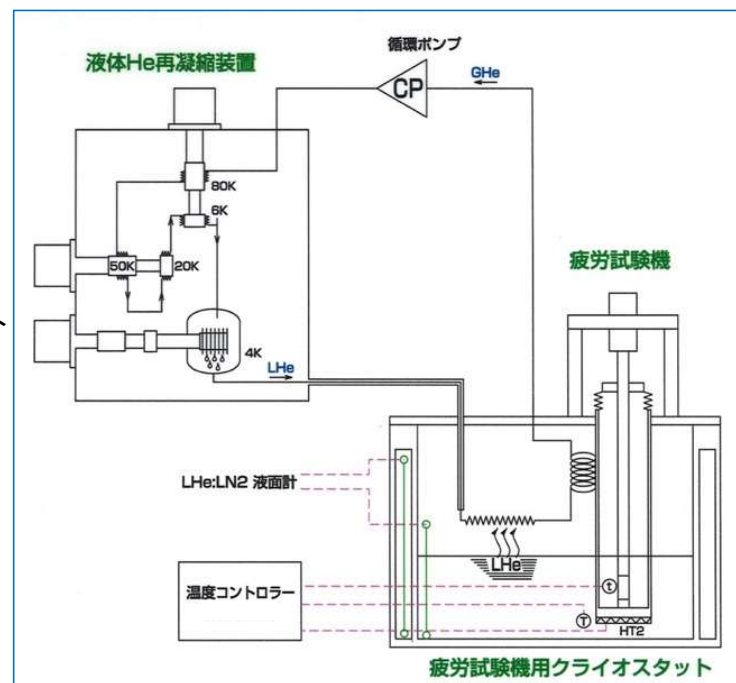 循環ポンプ
液体He再凝縮装置
CP
GHe
80K
6K
50K
20K
疲労試験機
4K
LHe
LHe:LN2 液面計
LHe
温度コントローラー
t
T
HT2
疲労試験機用クライオスタット